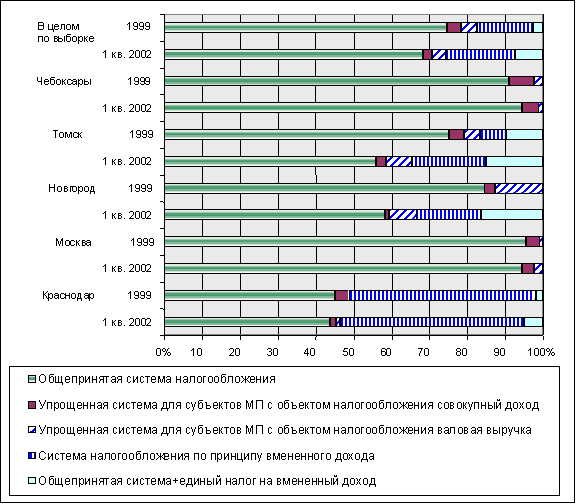 В целом 1999
по выборке
1 кв. 2002
Чебоксары 1999
1 кв. 2002
Томск 1999
1 кв. 2002
Новгород 1999
1 кв. 2002
Москва 1999
1 кв. 2002
Краснодар 1999
1 кв. 2002
0% 10 20 30 40 50 60 70 80 90 100%
Общепринятая система налогообложения
Упрощенная система для субъектов МП с объектом налогообложения совокупный доход
Упрощенная система для субъектов МП с объектом налогообложения валовая выручка
Система налогообложения по принципу вмененного дохода
Общепринятая система+единый налог на вмененный доход